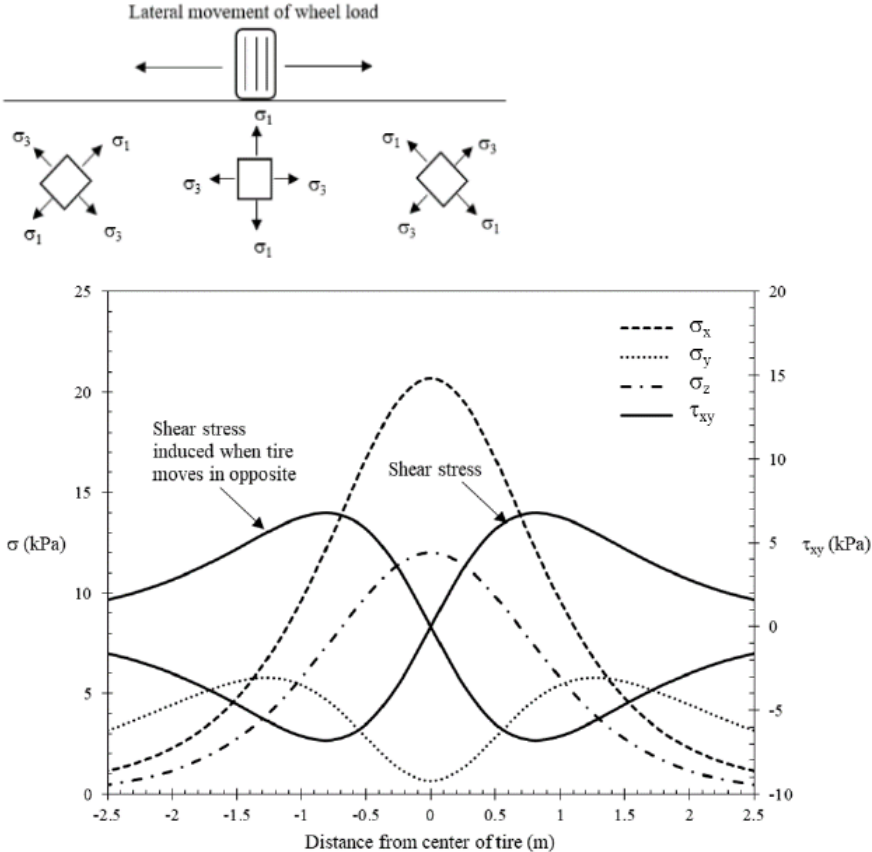 Lateral movement of wheel load
σ1
σ3
σ1
σ1
σ3
σ3
σ3
σ1
σ3
σ1
σ3
σ1
σ1
25
20
15
10
5
0
σ (kPa)
20
15
10
5
0
-5
-10
τxy (kPa)
σx
σy
σz
τxy
Shear stress
induced when tire
moves in opposite
Shear stress
-2.5 -2 -1.5 -1 -0.5 0 0.5 1 1.5 2 2.5
Distance from center of tire (m)